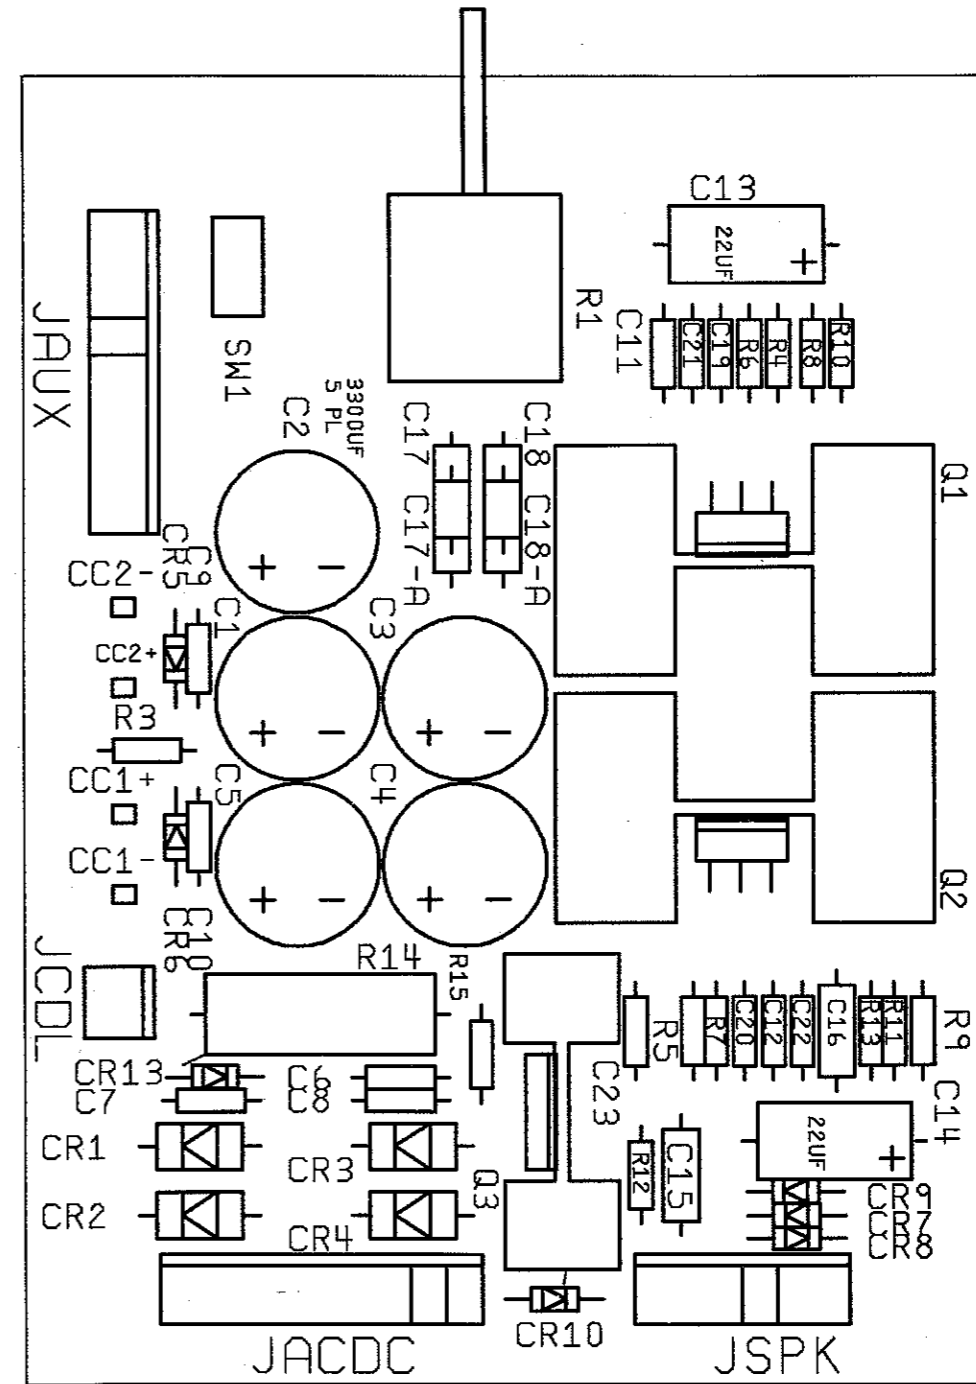 C13
22UF
+
R1
C11
C21
C19
R6
R4
R8
R10
JAUX
SW1
3300UF
5 PL
C2
C17
C18
C17-A
C18-A
Q1
CR5
C9
CC2-
+ -
C1
C3
CC2+
+ -
+ -
R3
C5
C4
CC1+
CC1-
+ -
+ -
Q2
CR6
C10
JCDL
R14
R15
R5
R7
C20
C12
C22
C16
R13
R11
R9
CR13
C7
C6
C8
C23
C14
22UF
+
CR1
CR3
Q3
R12
C15
CR2
CR4
CR9
CR7
CR8
CR10
JACDC
JSPK